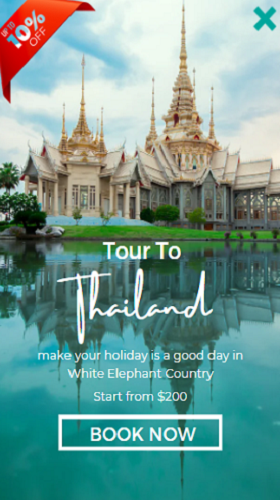 UP TO
10%
OFF
Tour To
Thailand
make your holiday is a good day in
White Elephant Country
Start from $200
BOOK NOW